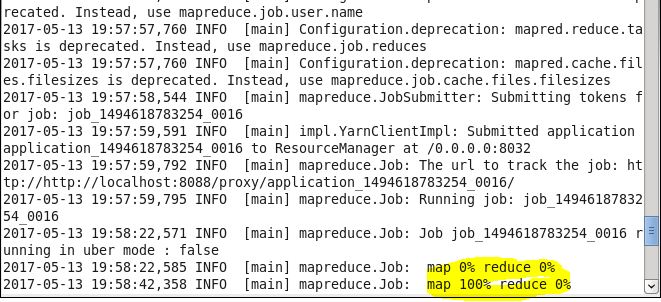 recated. Instead, use mapreduce.job.user.name
2017-05-13 19:57:57,760 INFO  [main] Configuration.deprecation: mapred.reduce.ta
sks is deprecated. Instead, use mapreduce.job.reduces
2017-05-13 19:57:57,760 INFO  [main] Configuration.deprecation: mapred.cache.fil
es.filesizes is deprecated. Instead, use mapreduce.job.cache.files.filesizes
2017-05-13 19:57:58,544 INFO  [main] mapreduce.JobSubmitter: Submitting tokens f
or job: job_1494618783254_0016
2017-05-13 19:57:59,591 INFO  [main] impl.YarnClientImpl: Submitted application
application_1494618783254_0016 to ResourceManager at /0.0.0.0:8032
2017-05-13 19:57:59,792 INFO  [main] mapreduce.Job: The url to track the job: ht
tp://http://localhost:8088/proxy/application_1494618783254_0016/
2017-05-13 19:57:59,795 INFO  [main] mapreduce.Job: Running job: job_14946187832
54_0016
2017-05-13 19:58:22,571 INFO  [main] mapreduce.Job: Job job_1494618783254_0016 r
unning in uber mode : false
2017-05-13 19:58:22,585 INFO  [main] mapreduce.Job:  map 0% reduce 0%
2017-05-13 19:58:42,358 INFO  [main] mapreduce.Job:  map 100% reduce 0%